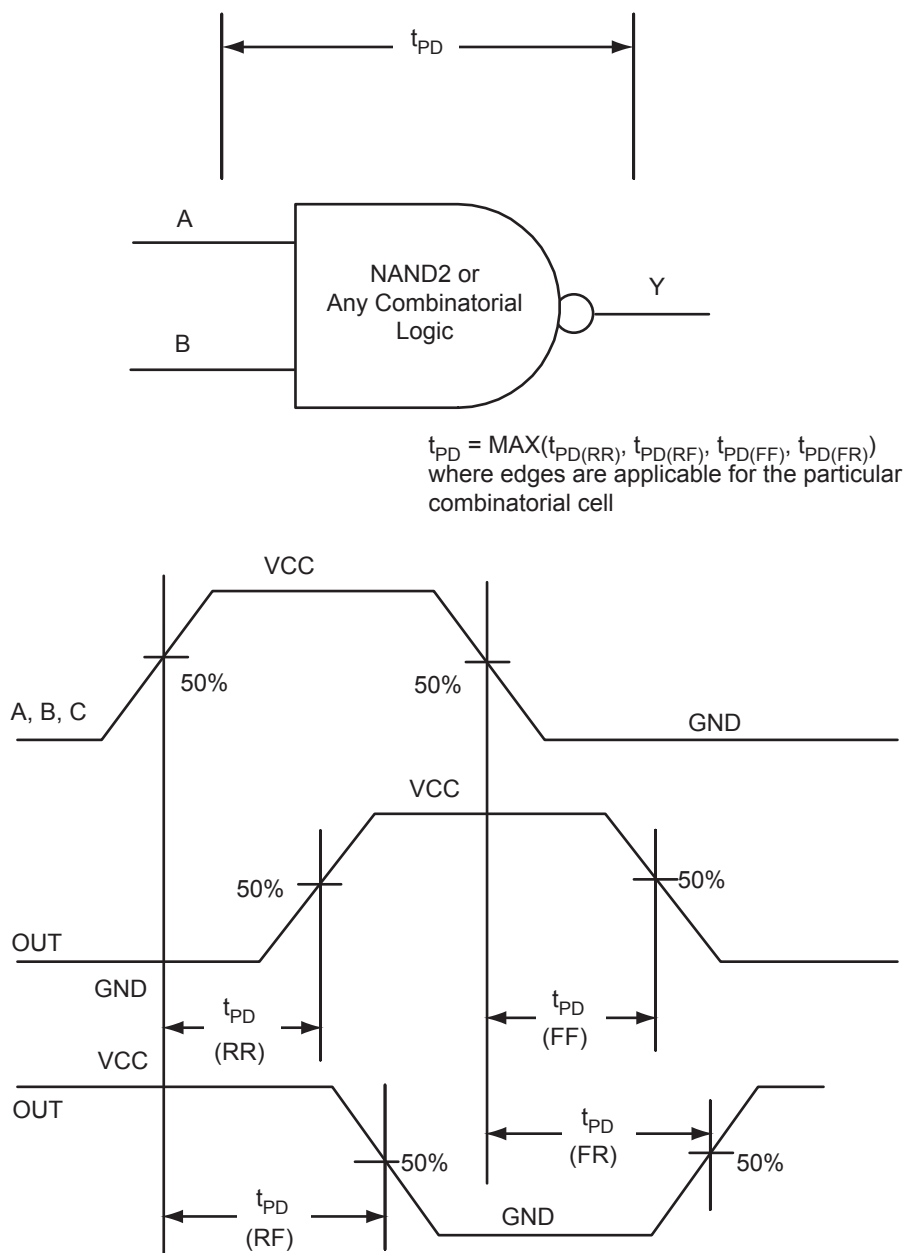 tPD
A
NAND2 or
Any Combinatorial
Logic
Y
B
tPD = MAX(tPD(RR), tPD(RF), tPD(FF), tPD(FR))
where edges are applicable for the particular
combinatorial cell
VCC
50%
50%
A, B, C
GND
VCC
50%
50%
OUT
GND
tPD
(RR)
tPD
(FF)
VCC
OUT
tPD
(FR)
50%
50%
tPD
(RF)
GND